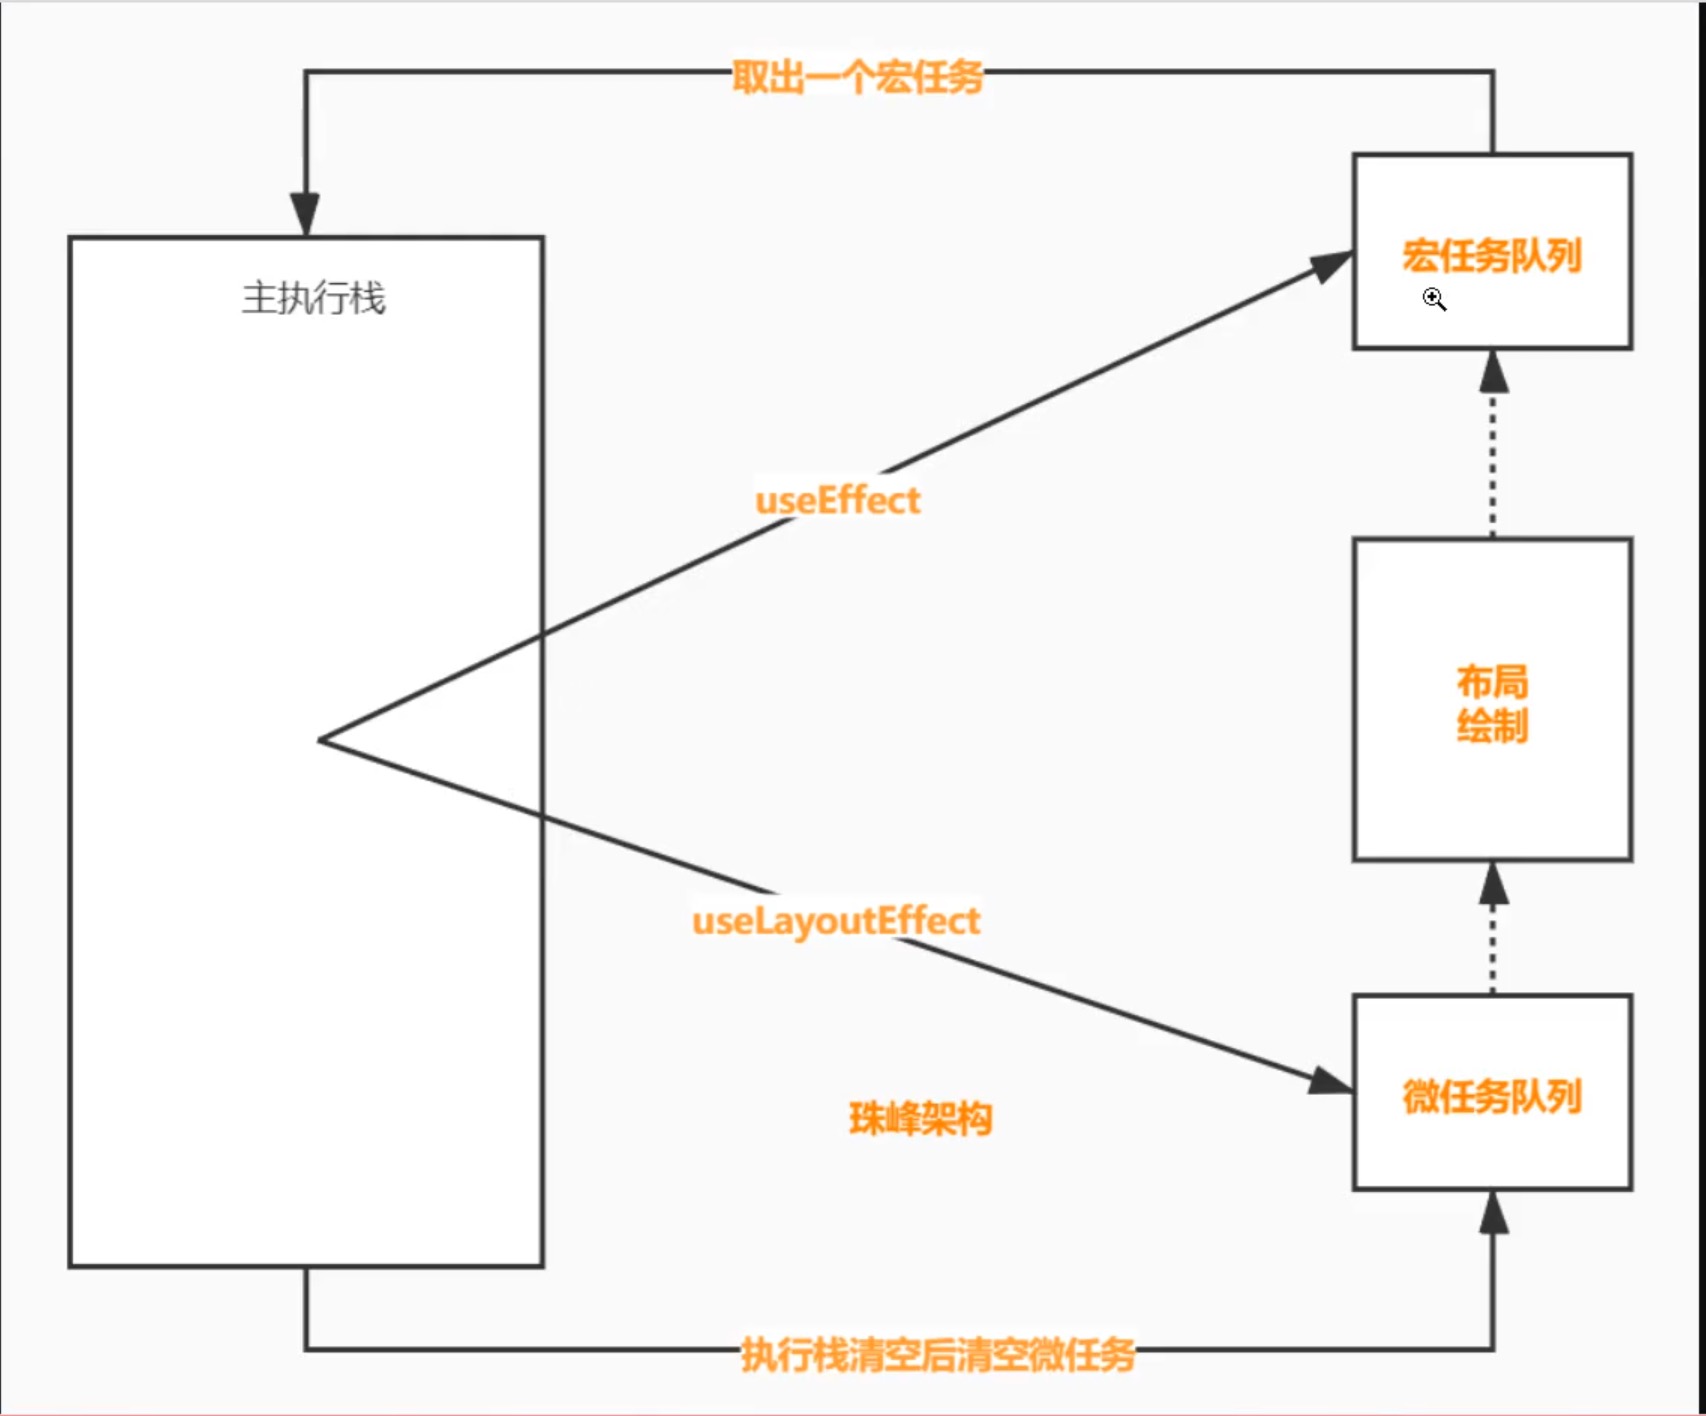 取出一个宏任务
宏任务队列
主执行栈
useEffect
布局
绘制
useLayoutEffect
微任务队列
珠峰架构
执行栈清空后清空微任务